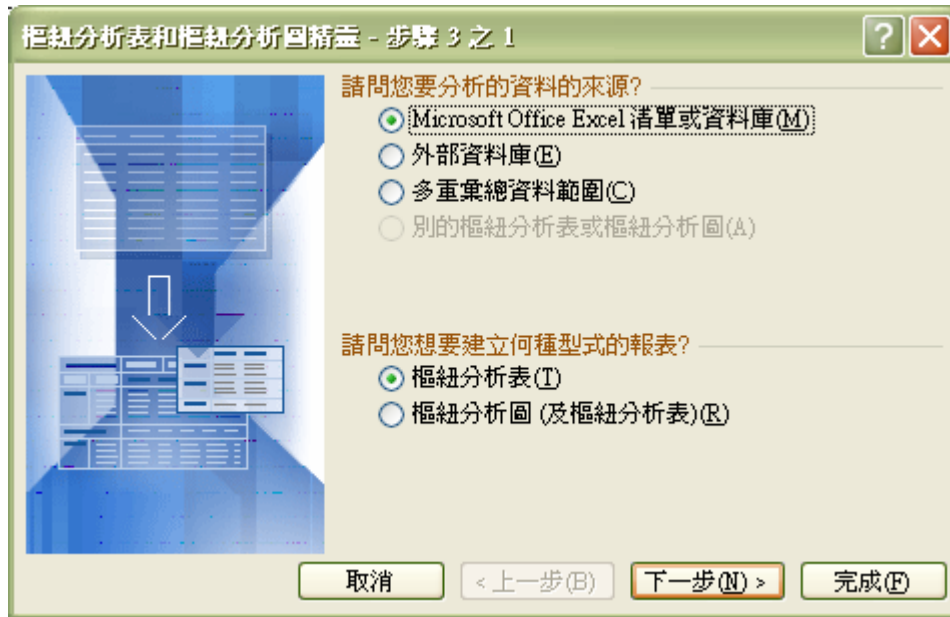 樞紐分析表和樞紐分析圖精靈 - 步驟 3 之 1
請問您要分析的資料的來源?
Microsoft Office Excel 清單或資料庫(M)
外部資料庫(E)
多重彙總資料範圍(C)
別的樞紐分析表或樞紐分析圖(A)
請問您想要建立何種型式的報表?
樞紐分析表(T)
樞紐分析圖 (及樞紐分析表)(R)
取消 <上一步(B) 下一步(N) > 完成(F)